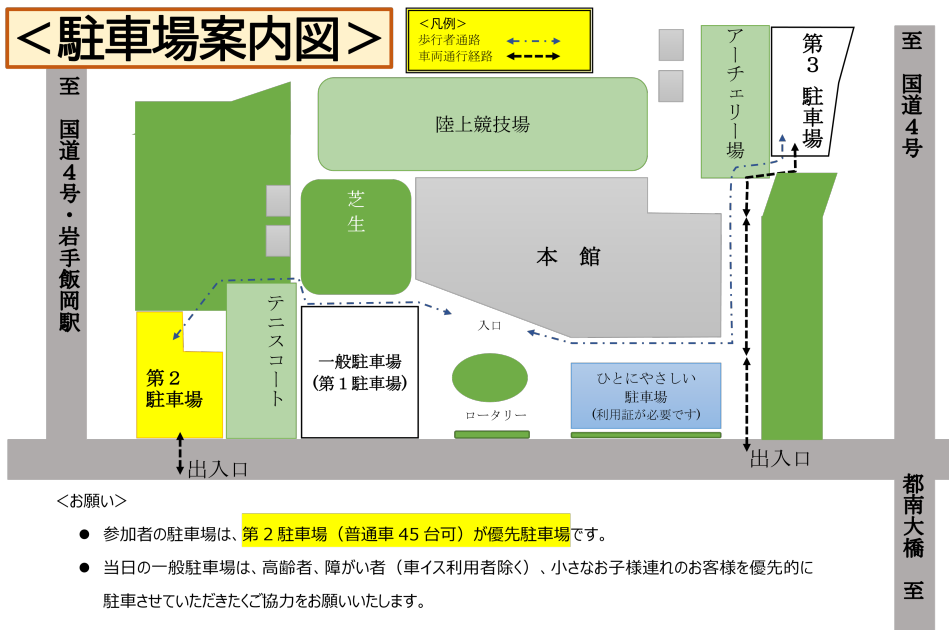 ＜駐車場案内図＞
＜凡例＞
歩行者通路
車両通行経路
至　国道４号・岩手飯岡駅
陸上競技場
アーチェリー場
第３駐車場
至　国道４号
芝生
本　館
テニスコート
入口
第２
駐車場
一般駐車場
(第１駐車場)
ロータリー
ひとにやさしい
駐車場
(利用証が必要です)
出入口
出入口
都南大橋　至
＜お願い＞
● 参加者の駐車場は、第２駐車場（普通車 45 台可）が優先駐車場です。
● 当日の一般駐車場は、高齢者、障がい者（車イス利用者除く）、小さなお子様連れのお客様を優先的に
駐車させていただきたくご協力をお願いいたします。